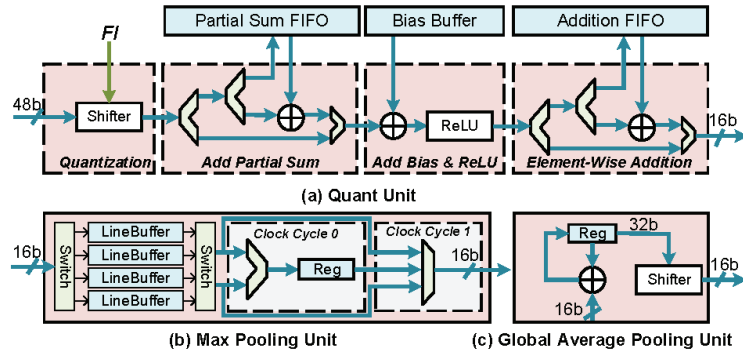 Partial Sum FIFO
Bias Buffer
Addition FIFO
FI
48b
Shifter
ReLU
16b
Quantization
Add Partial Sum
Add Bias & ReLU
Element-Wise Addition
(a) Quant Unit
16b
Switch
LineBuffer
LineBuffer
LineBuffer
LineBuffer
Switch
Clock Cycle 0
Reg
Clock Cycle 1
16b
Reg
32b
Shifter
16b
16b
(b) Max Pooling Unit
(c) Global Average Pooling Unit